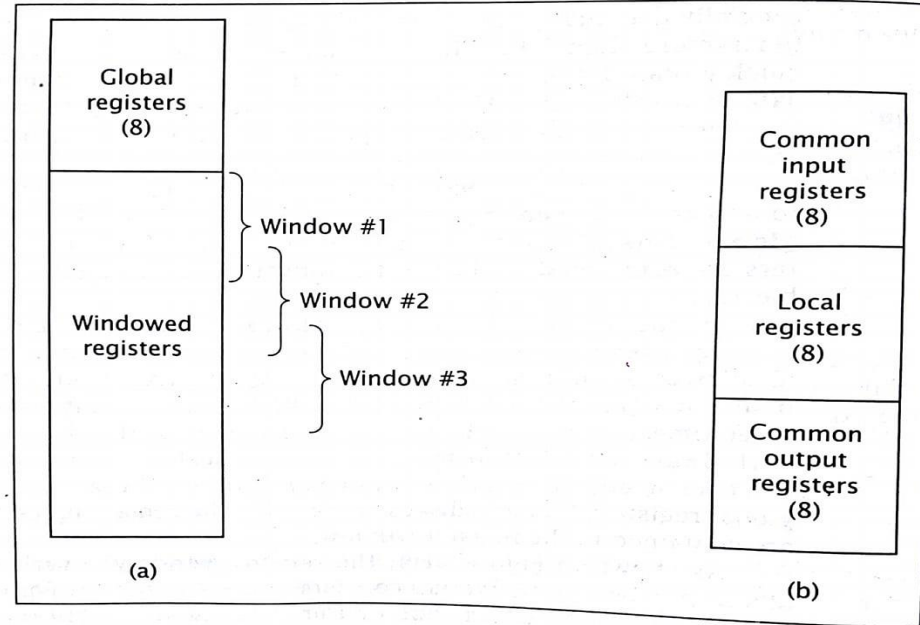 Global
registers
(8)
Windowed
registers
Window #1
Window #2
Window #3
(a)
Common
input
registers
(8)
Local
registers
(8)
Common
output
registers
(8)
(b)